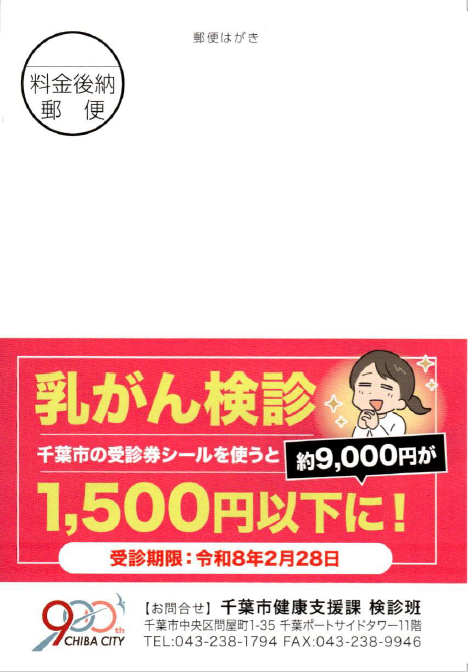 郵便はがき
料金後納
郵便
乳がん検診
千葉市の受診券シールを使うと
約9,000円が
1,500円以下に！
受診期限：令和8年2月28日
900th
CHIBA CITY
【お問合せ】千葉市健康支援課 検診班
千葉市中央区問屋町1-35 千葉ポートサイドタワー11階
TEL:043-238-1794 FAX:043-238-9946